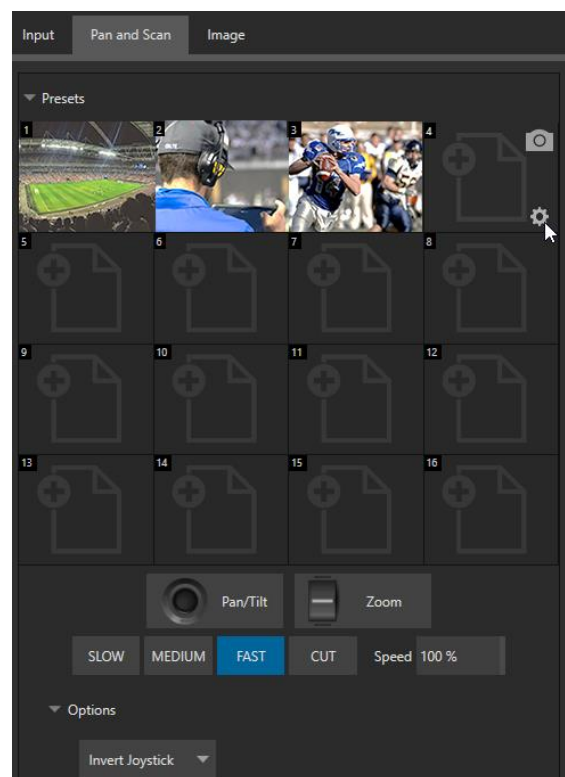 Input Pan and Scan Image
Presets
1 2 3 4
5 6 7 8
9 10 11 12
13 14 15 16
Pan/Tilt Zoom
SLOW MEDIUM FAST CUT Speed 100 %
Options
Invert Joystick